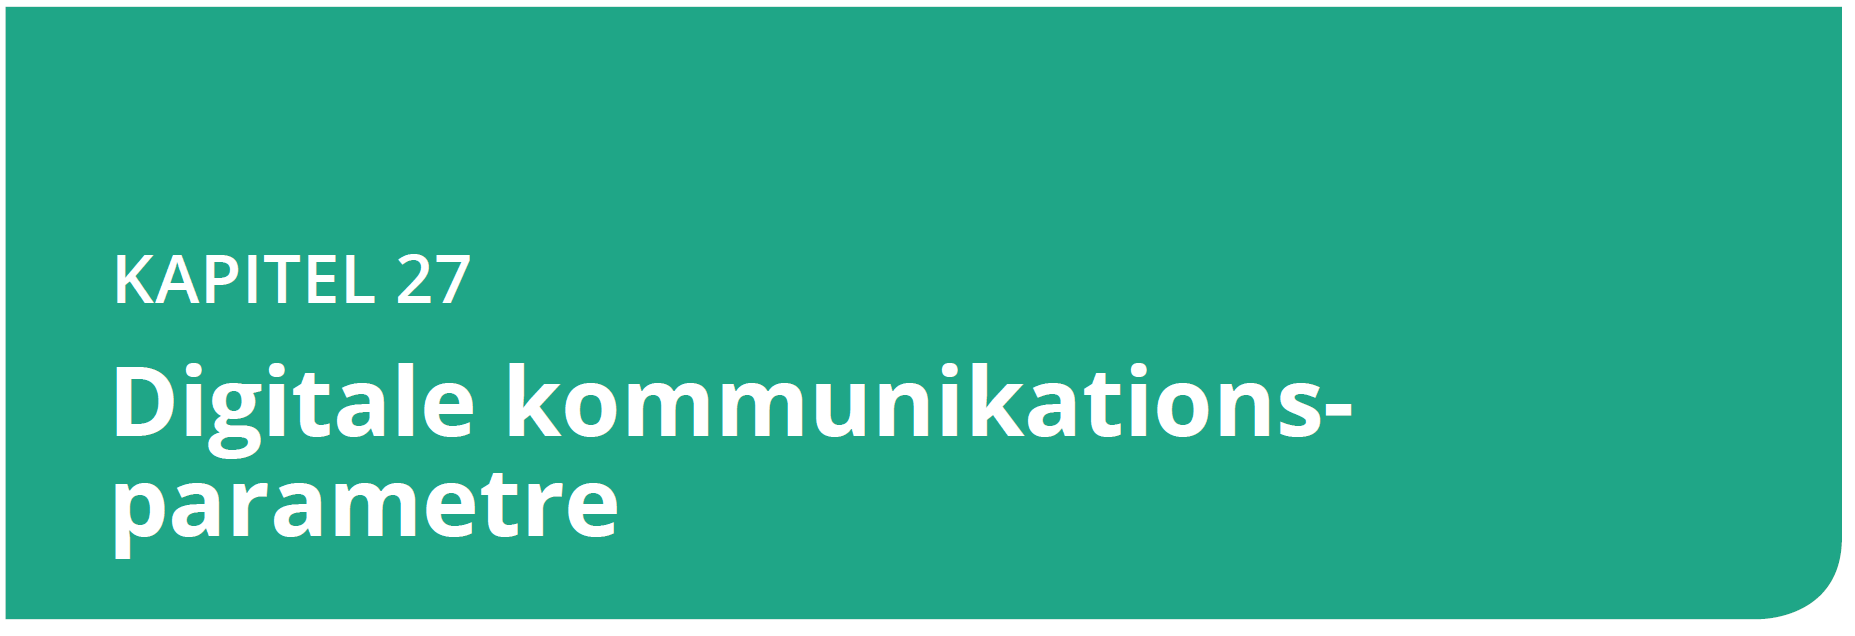 KAPITEL 27
Digitale kommunikations-
parametre